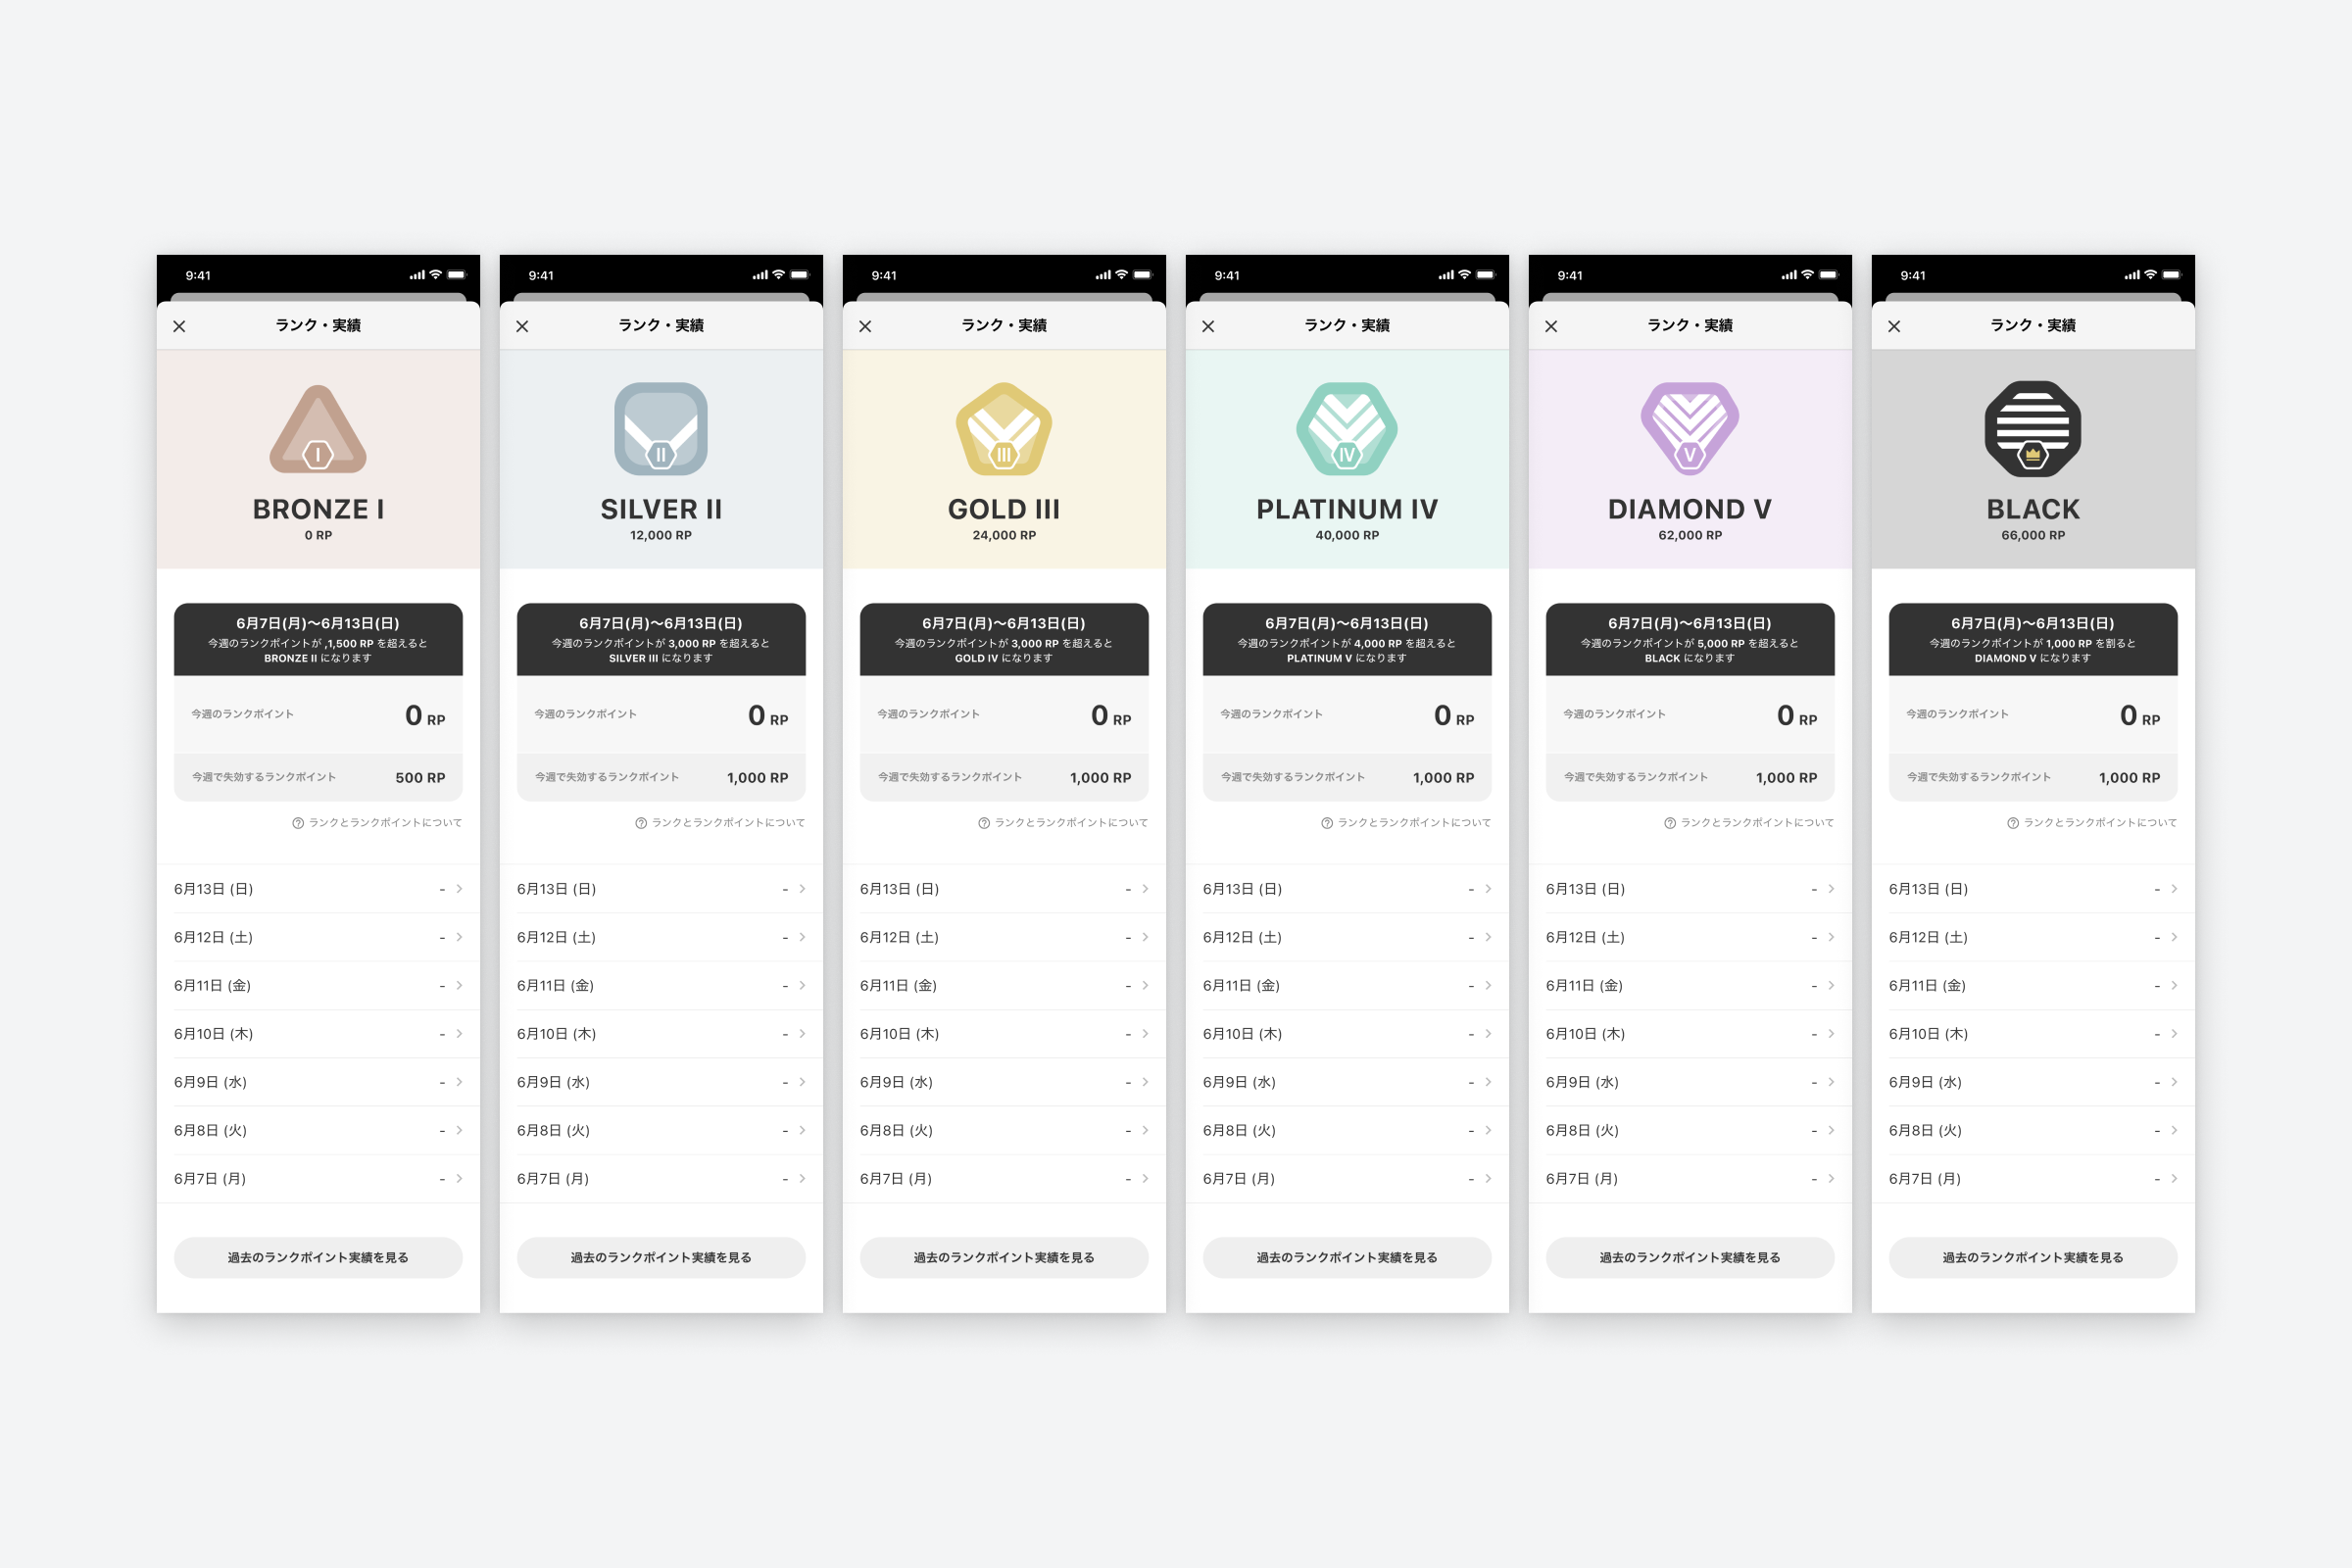 9:41
ランク・実績
I
BRONZE I
0 RP
6月7日(月)〜6月13日(日)
今週のランクポイントが ,1,500 RP を超えると
BRONZE II になります
今週のランクポイント 0 RP
今週で失効するランクポイント 500 RP
ランクとランクポイントについて
6月13日 (日) -
6月12日 (土) -
6月11日 (金) -
6月10日 (木) -
6月9日 (水) -
6月8日 (火) -
6月7日 (月) -
過去のランクポイント実績を見る
9:41
ランク・実績
II
SILVER II
12,000 RP
6月7日(月)〜6月13日(日)
今週のランクポイントが 3,000 RP を超えると
SILVER III になります
今週のランクポイント 0 RP
今週で失効するランクポイント 1,000 RP
ランクとランクポイントについて
6月13日 (日) -
6月12日 (土) -
6月11日 (金) -
6月10日 (木) -
6月9日 (水) -
6月8日 (火) -
6月7日 (月) -
過去のランクポイント実績を見る
9:41
ランク・実績
III
GOLD III
24,000 RP
6月7日(月)〜6月13日(日)
今週のランクポイントが 3,000 RP を超えると
GOLD IV になります
今週のランクポイント 0 RP
今週で失効するランクポイント 1,000 RP
ランクとランクポイントについて
6月13日 (日) -
6月12日 (土) -
6月11日 (金) -
6月10日 (木) -
6月9日 (水) -
6月8日 (火) -
6月7日 (月) -
過去のランクポイント実績を見る
9:41
ランク・実績
IV
PLATINUM IV
40,000 RP
6月7日(月)〜6月13日(日)
今週のランクポイントが 4,000 RP を超えると
PLATINUM V になります
今週のランクポイント 0 RP
今週で失効するランクポイント 1,000 RP
ランクとランクポイントについて
6月13日 (日) -
6月12日 (土) -
6月11日 (金) -
6月10日 (木) -
6月9日 (水) -
6月8日 (火) -
6月7日 (月) -
過去のランクポイント実績を見る
9:41
ランク・実績
V
DIAMOND V
62,000 RP
6月7日(月)〜6月13日(日)
今週のランクポイントが 5,000 RP を超えると
BLACK になります
今週のランクポイント 0 RP
今週で失効するランクポイント 1,000 RP
ランクとランクポイントについて
6月13日 (日) -
6月12日 (土) -
6月11日 (金) -
6月10日 (木) -
6月9日 (水) -
6月8日 (火) -
6月7日 (月) -
過去のランクポイント実績を見る
9:41
ランク・実績
BLACK
66,000 RP
6月7日(月)〜6月13日(日)
今週のランクポイントが 1,000 RP を割ると
DIAMOND V になります
今週のランクポイント 0 RP
今週で失効するランクポイント 1,000 RP
ランクとランクポイントについて
6月13日 (日) -
6月12日 (土) -
6月11日 (金) -
6月10日 (木) -
6月9日 (水) -
6月8日 (火) -
6月7日 (月) -
過去のランクポイント実績を見る